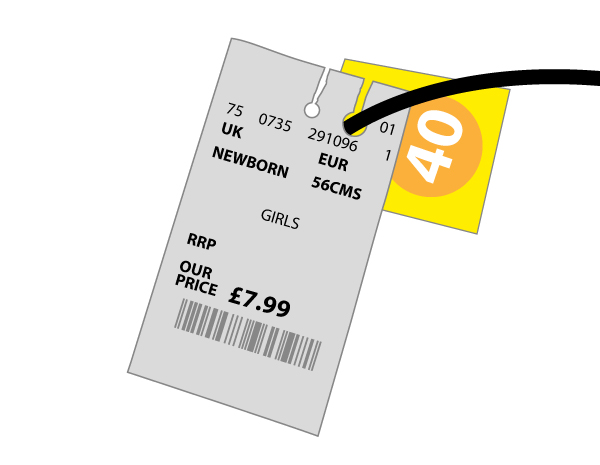 75 0735 291096 01
UK EUR 1
NEWBORN 56CMS
GIRLS
RRP
OUR
PRICE £7.99
40